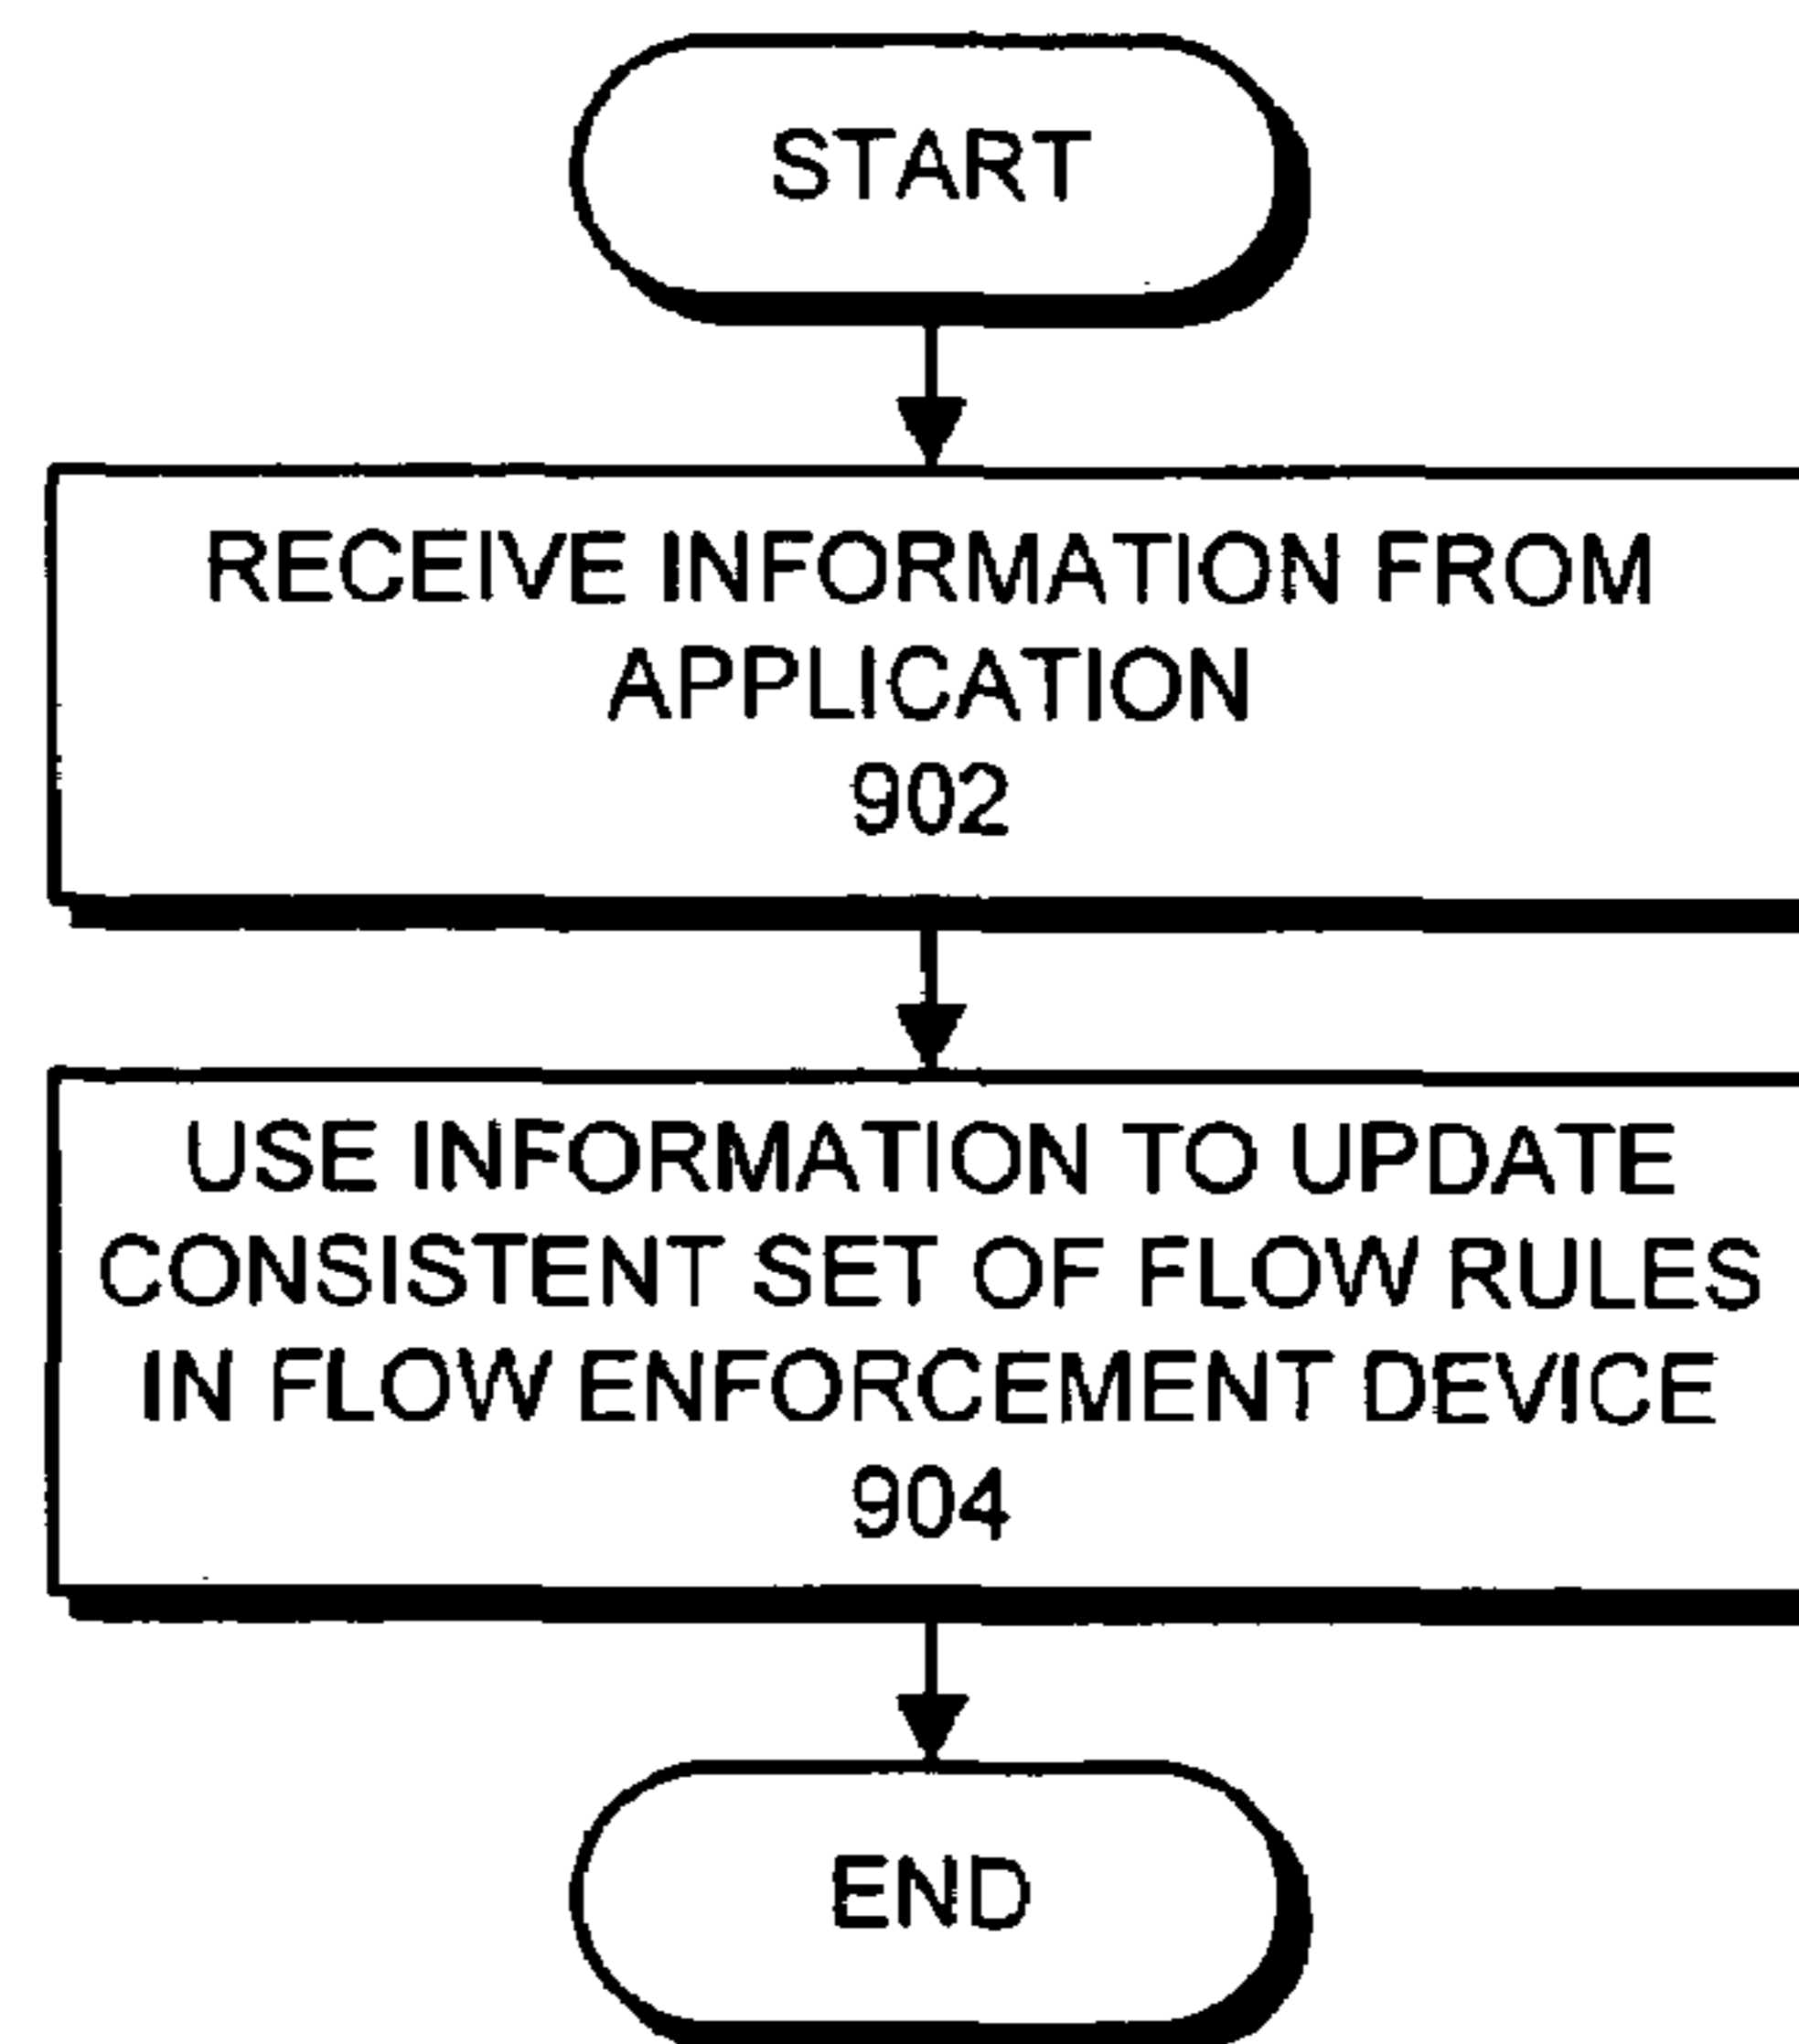 START
RECEIVE INFORMATION FROM
APPLICATION
902
USE INFORMATION TO UPDATE
CONSISTENT SET OF FLOW RULES
IN FLOW ENFORCEMENT DEVICE
904
END